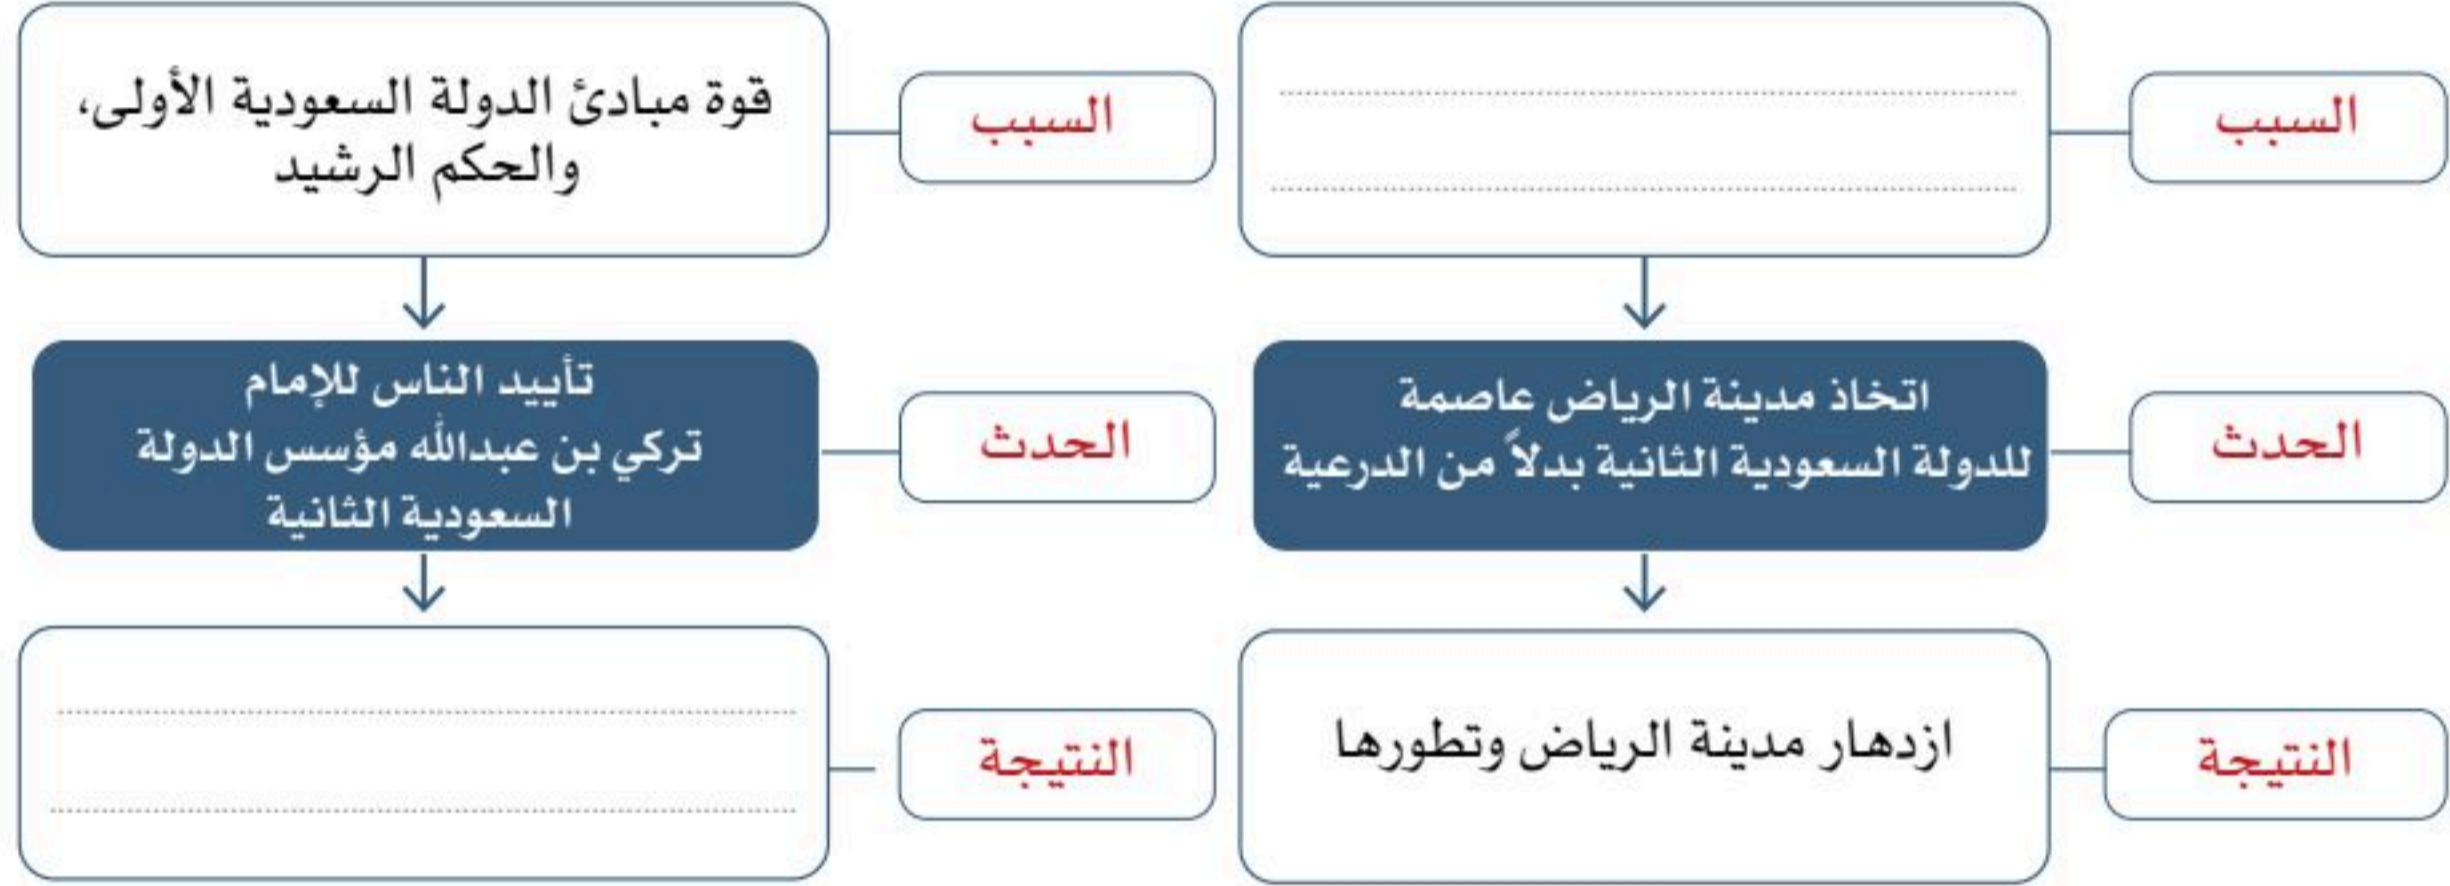 السبب
السبب
قوة مبادئ الدولة السعودية الأولى،
والحكم الرشيد
الحدث
اتخاذ مدينة الرياض عاصمة
للدولة السعودية الثانية بدلاً من الدرعية
الحدث
تأييد الناس للإمام
تركي بن عبدالله مؤسس الدولة
السعودية الثانية
النتيجة
ازدهار مدينة الرياض وتطورها
النتيجة